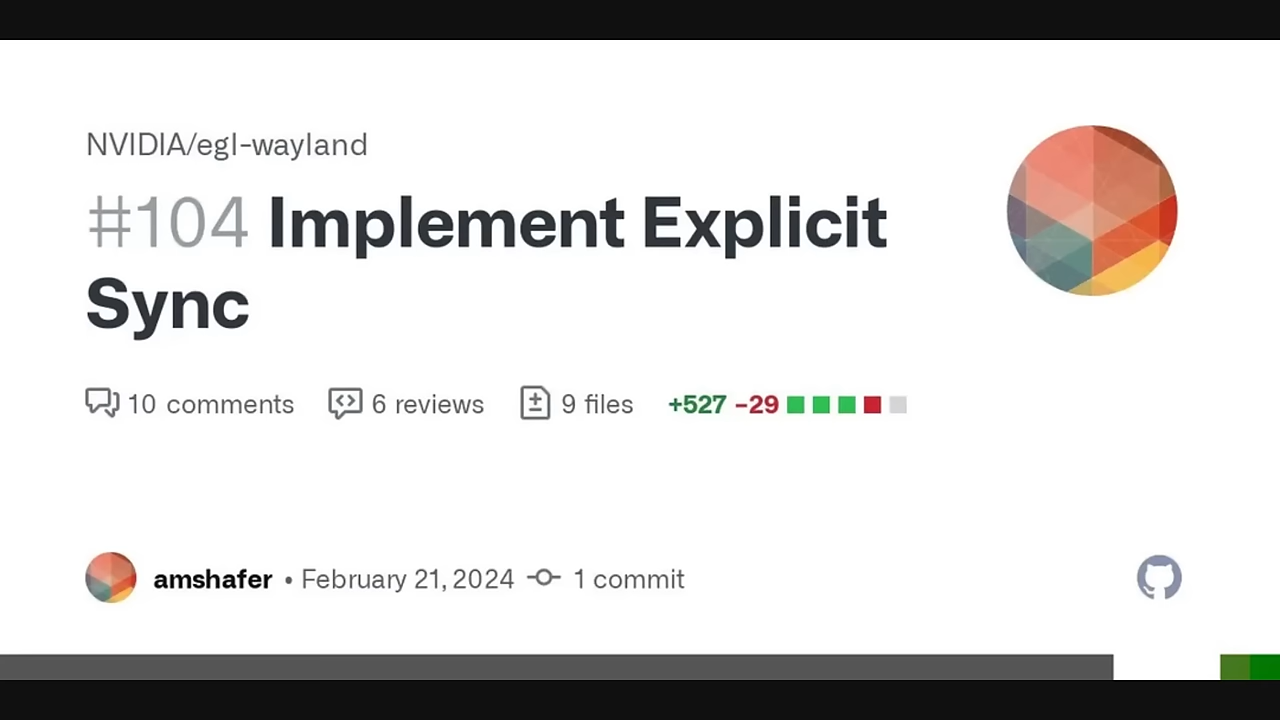 NVIDIA/egl-wayland
#104 Implement Explicit
Sync
10 comments 6 reviews 9 files +527 −29
amshafer • February 21, 2024 1 commit